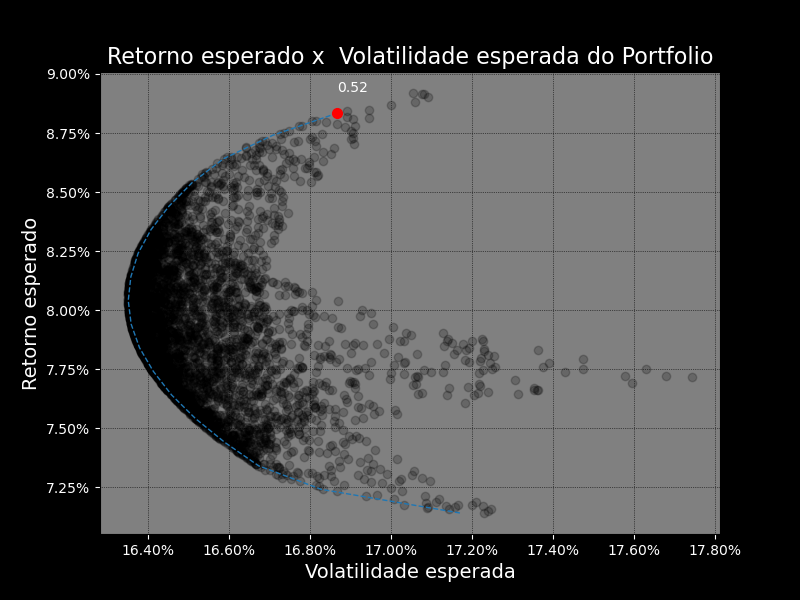 Retorno esperado x  Volatilidade esperada do Portfolio
0.52
9.00%
8.75%
8.50%
8.25%
8.00%
7.75%
7.50%
7.25%
Retorno esperado
16.40% 16.60% 16.80% 17.00% 17.20% 17.40% 17.60% 17.80%
Volatilidade esperada